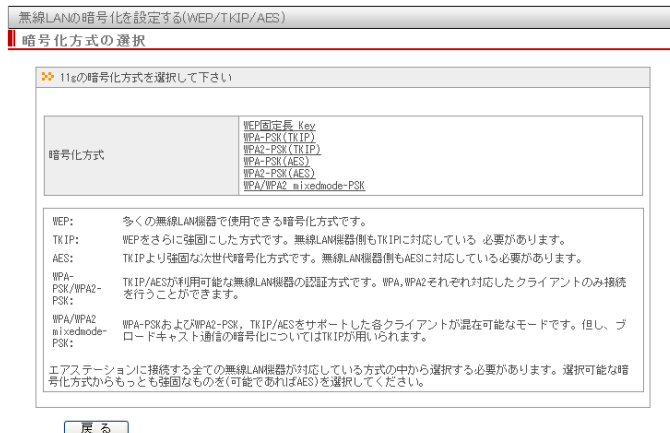 無線LANの暗号化を設定する(WEP/TKIP/AES)
暗号化方式の選択
11gの暗号化方式を選択して下さい
暗号化方式
WEP固定長 Key
WPA-PSK(TKIP)
WPA2-PSK(TKIP)
WPA-PSK(AES)
WPA2-PSK(AES)
WPA/WPA2 mixedmode-PSK
WEP: 多くの無線LAN機器で使用できる暗号化方式です。
TKIP: WEPをさらに強固にした方式です。無線LAN機器側もTKIPに対応している 必要があります。
AES: TKIPより強固な次世代暗号化方式です。無線LAN機器側もAESに対応している必要があります。
WPA-
PSK/WPA2-
PSK:
TKIP/AESが利用可能な無線LAN機器の認証方式です。WPA,WPA2それぞれ対応したクライアントのみ接続
を行うことができます。
WPA/WPA2
mixedmode-
PSK:
WPA-PSKおよびWPA2-PSK, TKIP/AESをサポートした各クライアントが混在可能なモードです。但し、ブ
ロードキャスト通信の暗号化についてはTKIPが用いられます。
エアステーションに接続する全ての無線LAN機器が対応している方式の中から選択する必要があります。選択可能な暗
号化方式からもっとも強固なものを(可能であればAES)を選択してください。
戻る